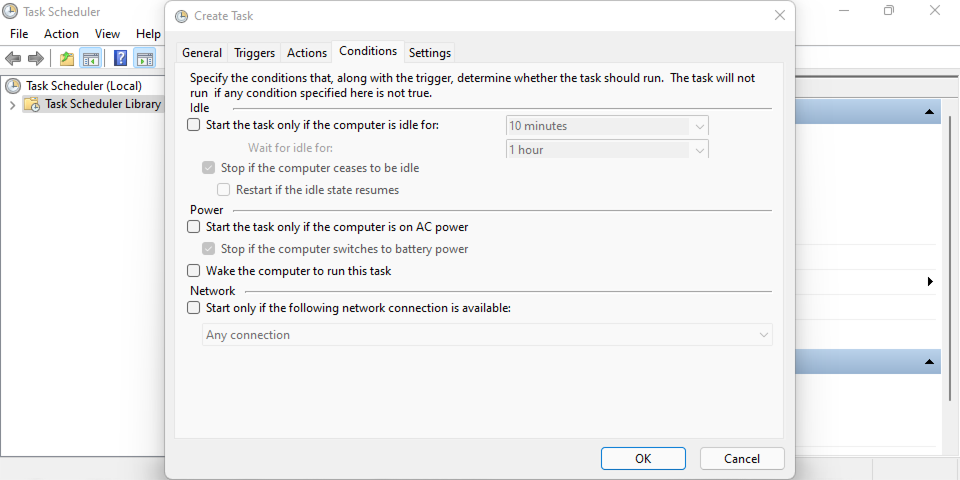 Task Scheduler
File Action View Help
Task Scheduler (Local)
Task Scheduler Library
Create Task
General Triggers Actions Conditions Settings
Specify the conditions that, along with the trigger, determine whether the task should run. The task will not
run if any condition specified here is not true.
Idle
Start the task only if the computer is idle for:
10 minutes
Wait for idle for:
1 hour
Stop if the computer ceases to be idle
Restart if the idle state resumes
Power
Start the task only if the computer is on AC power
Stop if the computer switches to battery power
Wake the computer to run this task
Network
Start only if the following network connection is available:
Any connection
OK Cancel